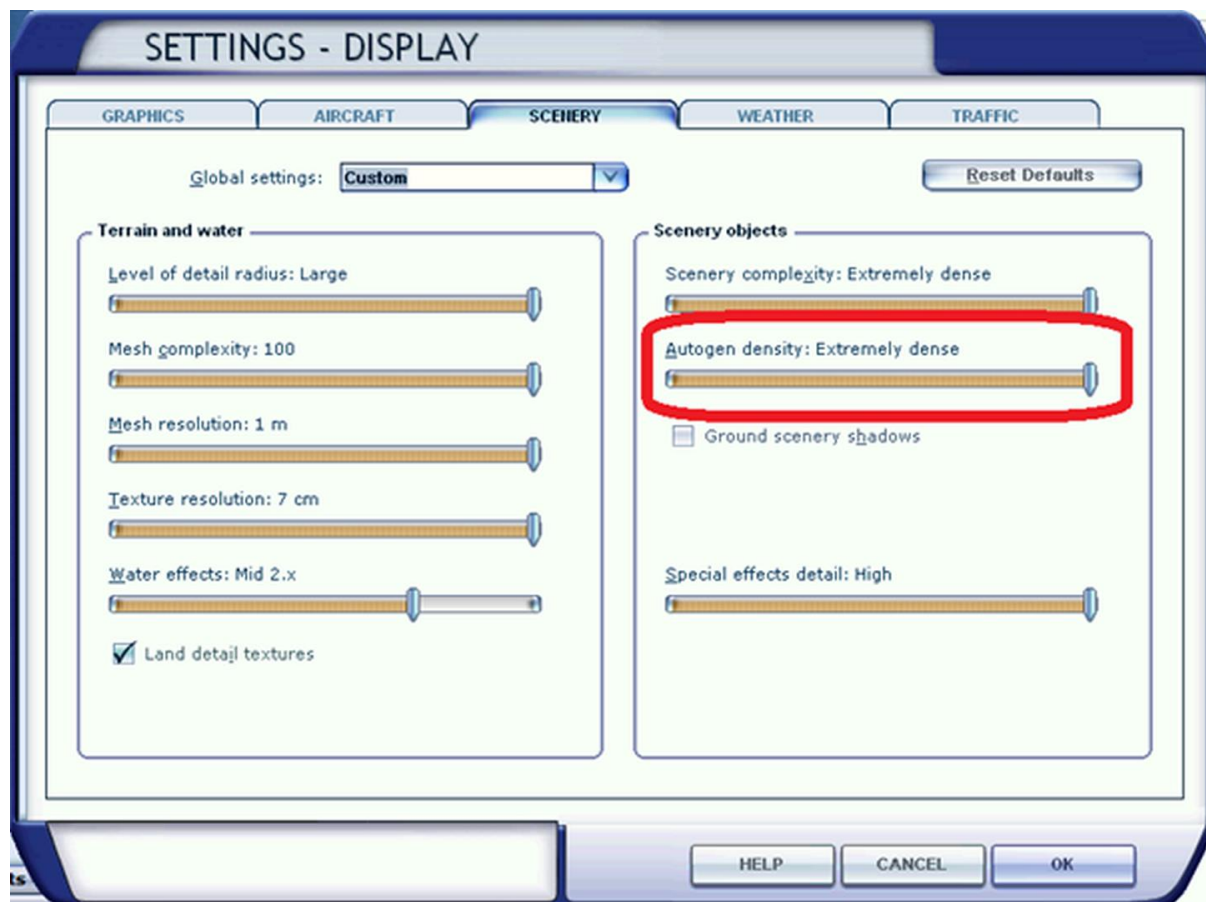 SETTINGS - DISPLAY
GRAPHICS AIRCRAFT SCENERY WEATHER TRAFFIC
Global settings: Custom Reset Defaults
Terrain and water
Level of detail radius: Large
Mesh complexity: 100
Mesh resolution: 1 m
Texture resolution: 7 cm
Water effects: Mid 2.x
Land detail textures
Scenery objects
Scenery complexity: Extremely dense
Autogen density: Extremely dense
Ground scenery shadows
Special effects detail: High
ts
HELP CANCEL OK